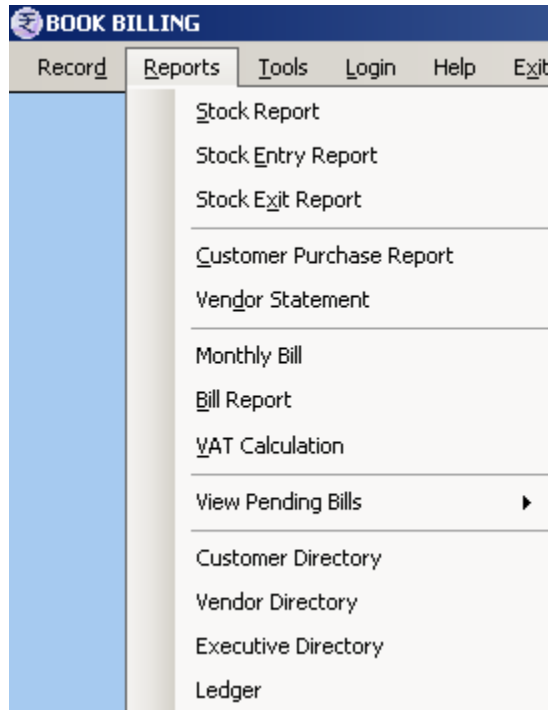 BOOK BILLING
Record Reports Tools Login Help Exit
Stock Report
Stock Entry Report
Stock Exit Report
Customer Purchase Report
Vendor Statement
Monthly Bill
Bill Report
VAT Calculation
View Pending Bills
Customer Directory
Vendor Directory
Executive Directory
Ledger